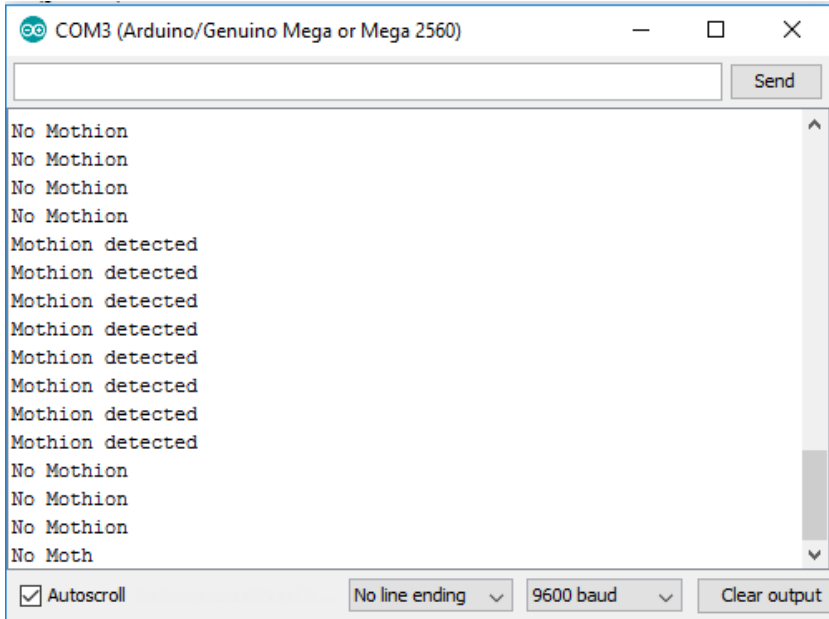 COM3 (Arduino/Genuino Mega or Mega 2560)
Send
No Mothion
No Mothion
No Mothion
No Mothion
Mothion detected
Mothion detected
Mothion detected
Mothion detected
Mothion detected
Mothion detected
Mothion detected
Mothion detected
No Mothion
No Mothion
No Mothion
No Moth
Autoscroll
No line ending
9600 baud
Clear output